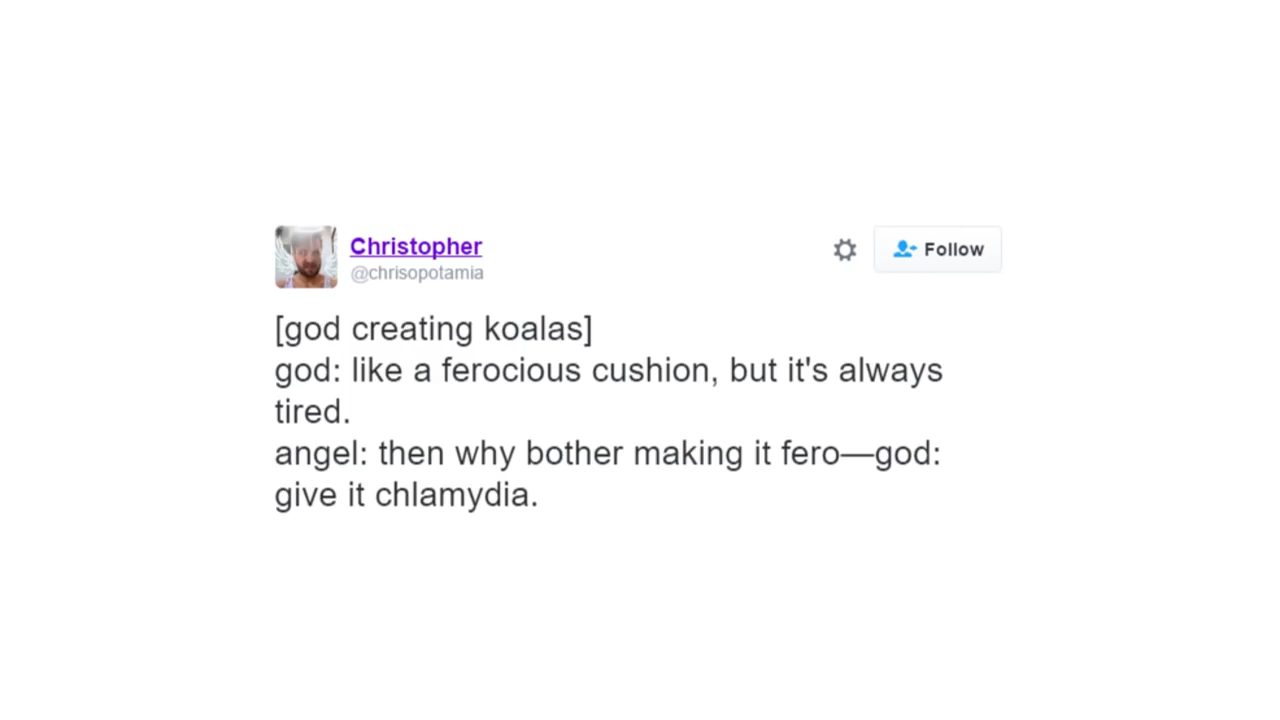 Christopher
Follow
@chrisopotamia
[god creating koalas]
god: like a ferocious cushion, but it's always
tired.
angel: then why bother making it fero—god:
give it chlamydia.